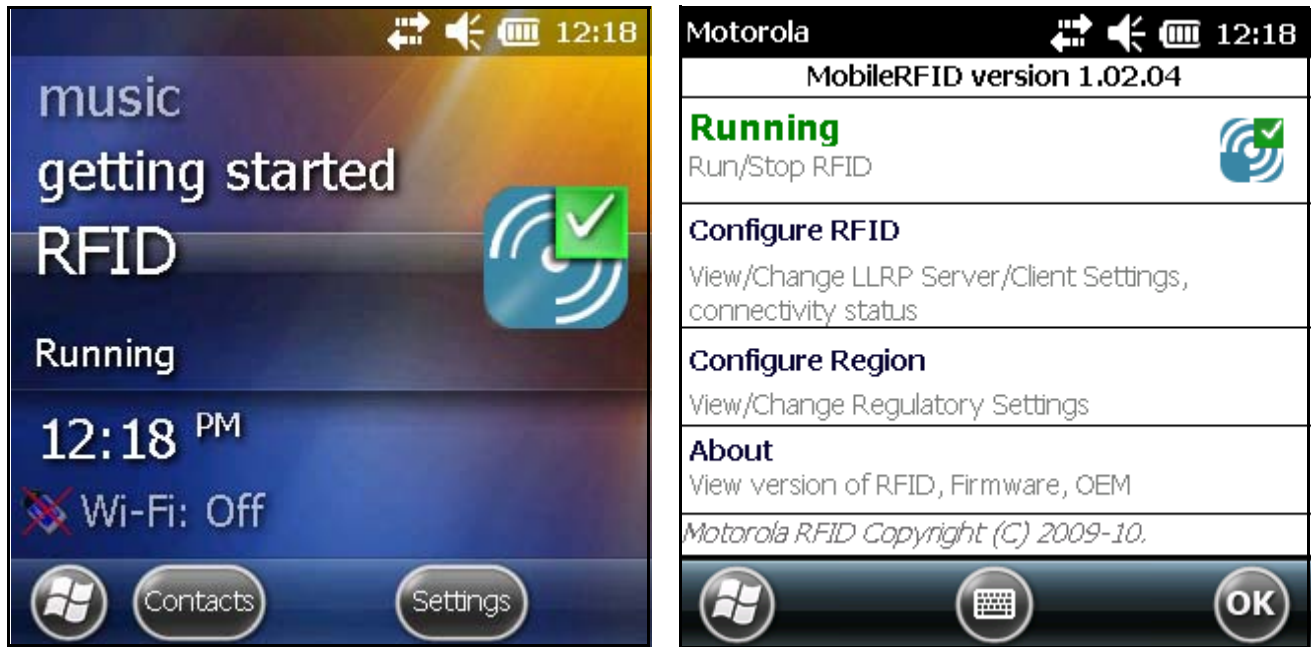 12:18
music
getting started
RFID
Running
12:18 PM
Wi-Fi: Off
Contacts
Settings
Motorola
12:18
MobileRFID version 1.02.04
Running
Run/Stop RFID
Configure RFID
View/Change LLRP Server/Client Settings,
connectivity status
Configure Region
View/Change Regulatory Settings
About
View version of RFID, Firmware, OEM
Motorola RFID Copyright (C) 2009-10.
OK